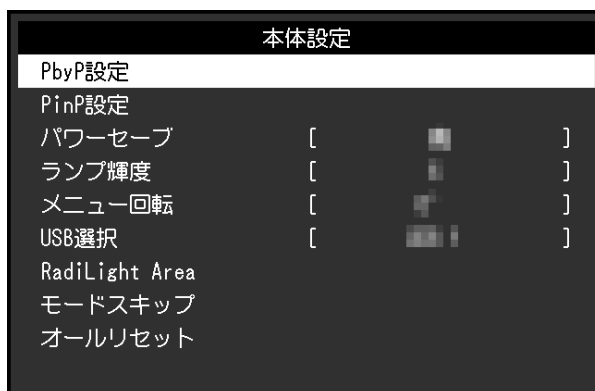 本体設定
PbyP設定
PinP設定
パワーセーブ [ ]
ランプ輝度 [ ]
メニュー回転 [ ]
USB選択 [ ]
RadiLight Area
モードスキップ
オールリセット